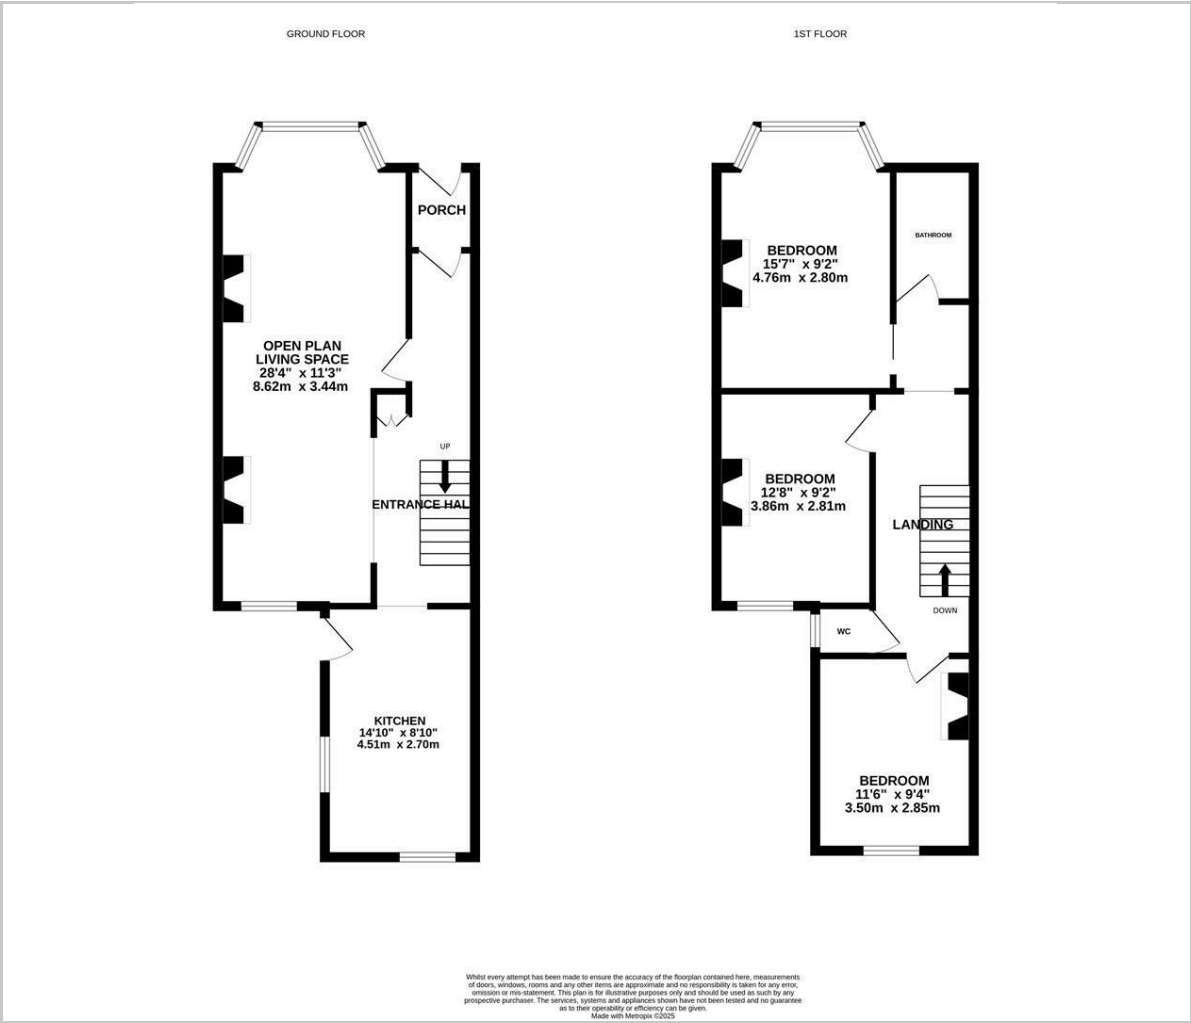 GROUND FLOOR
1ST FLOOR
PORCH
OPEN PLAN
LIVING SPACE
28'4" x 11'3"
8.62m x 3.44m
UP
ENTRANCE HAL
KITCHEN
14'10" x 8'10"
4.51m x 2.70m
BATHROOM
BEDROOM
15'7" x 9'2"
4.76m x 2.80m
BEDROOM
12'8" x 9'2"
3.86m x 2.81m
LANDING
DOWN
WC
BEDROOM
11'6" x 9'4"
3.50m x 2.85m
Whilst every attempt has been made to ensure the accuracy of the floorplan contained here, measurements
of doors, windows, rooms and any other items are approximate and no responsibility is taken for any error,
omission or mis-statement. This plan is for illustrative purposes only and should be used as such by any
prospective purchaser. The services, systems and appliances shown have not been tested and no guarantee
as to their operability or efficiency can be given.
Made with Metropix ©2025